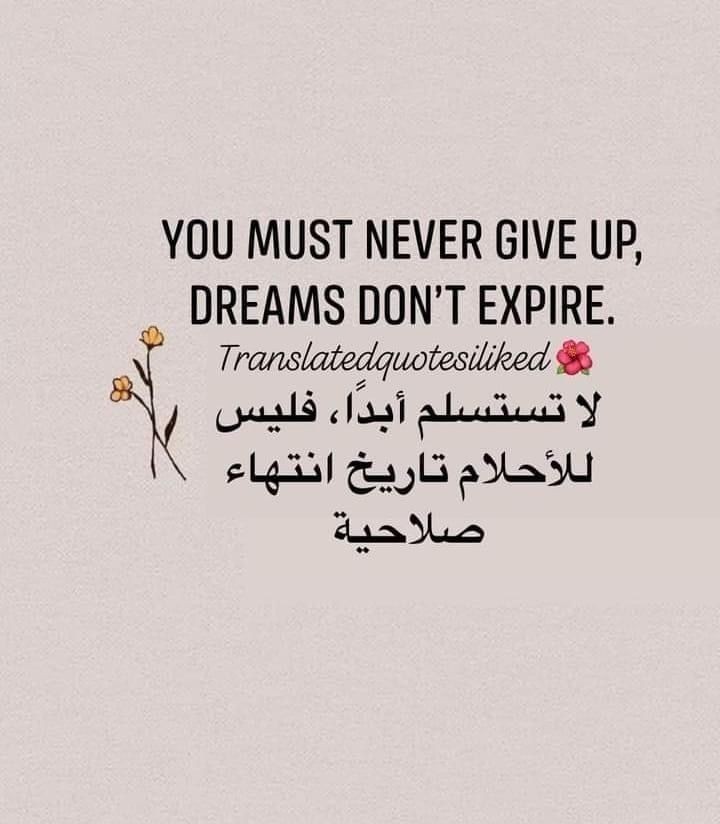 YOU MUST NEVER GIVE UP,
DREAMS DON'T EXPIRE.
Translatedquotesiliked🌺
لا تستسلم أبدًا، فليس
للأحلام تاريخ انتهاء
صلاحية